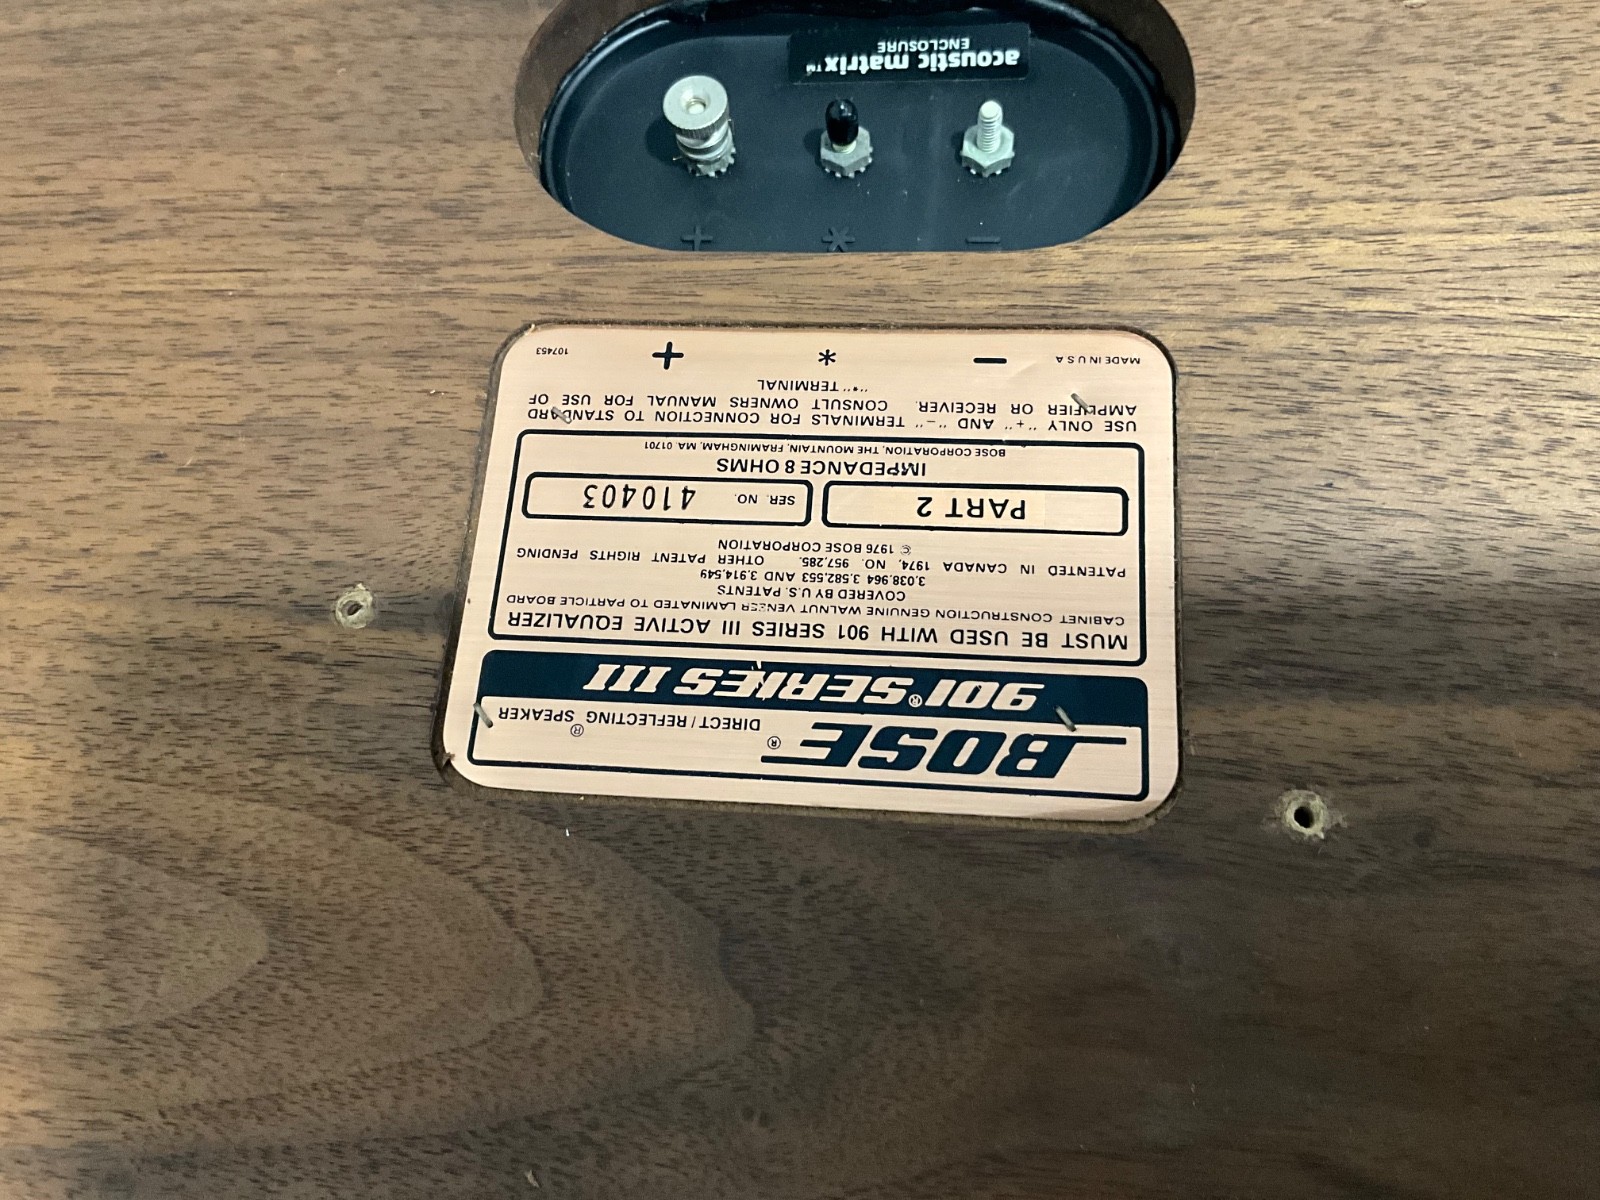 BOSE® DIRECT/REFLECTING® SPEAKER
901® SERIES III
MUST BE USED WITH 901 SERIES III ACTIVE EQUALIZER
CABINET CONSTRUCTION GENUINE WALNUT VENEER LAMINATED TO PARTICLE BOARD
COVERED BY U.S. PATENTS
3,038,964 3,582,553 AND 3,914,549
PATENTED IN CANADA 1974, NO. 957,285. OTHER PATENT RIGHTS PENDING
© 1976 BOSE CORPORATION
PART 2 SER. NO. 410403
IMPEDANCE 8 OHMS
BOSE CORPORATION, THE MOUNTAIN, FRAMINGHAM, MA. 01701
USE ONLY "+" AND "−" TERMINALS FOR CONNECTION TO STANDARD
AMPLIFIER OR RECEIVER. CONSULT OWNERS MANUAL FOR USE OF
"*" TERMINAL
MADE IN U S A − * + 107453
− * +
acoustic matrix™
ENCLOSURE